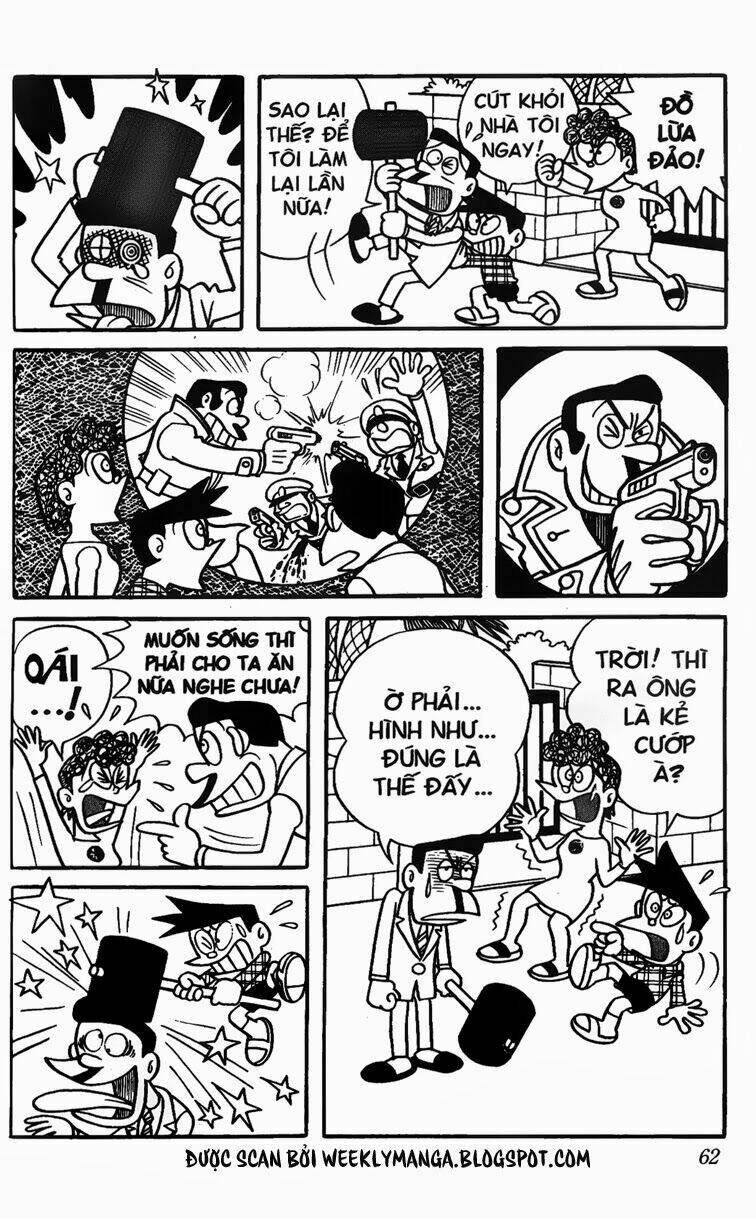 ĐỒ
LỪA
ĐẢO!
CÚT KHỎI
NHÀ TÔI
NGAY!
SAO LẠI
THẾ? ĐỂ
TÔI LÀM
LẠI LẦN
NỮA!
TRỜI! THÌ
RA ÔNG
LÀ KẺ
CƯỚP
À?
Ờ PHẢI...
HÌNH NHƯ...
ĐÚNG LÀ
THẾ ĐẤY...
MUỐN SỐNG THÌ
PHẢI CHO TA ĂN
NỮA NGHE CHƯA!
OÁI
...!
ĐƯỢC SCAN BỞI WEEKLYMANGA.BLOGSPOT.COM
62